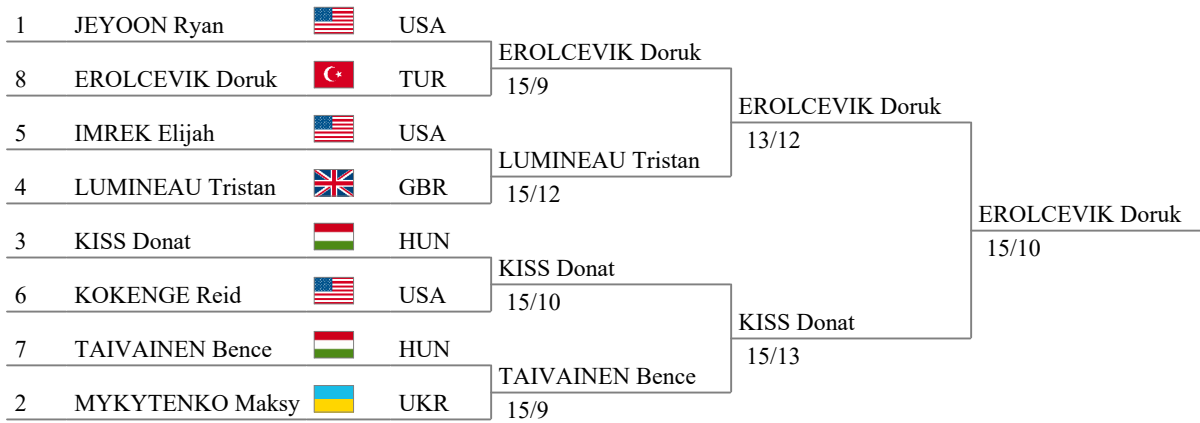 1 JEYOON Ryan USA
EROLCEVIK Doruk
8 EROLCEVIK Doruk TUR
15/9
EROLCEVIK Doruk
5 IMREK Elijah USA
13/12
LUMINEAU Tristan
4 LUMINEAU Tristan GBR
15/12
EROLCEVIK Doruk
3 KISS Donat HUN
15/10
KISS Donat
6 KOKENGE Reid USA
15/10
KISS Donat
7 TAIVAINEN Bence HUN
15/13
TAIVAINEN Bence
2 MYKYTENKO Maksy UKR
15/9